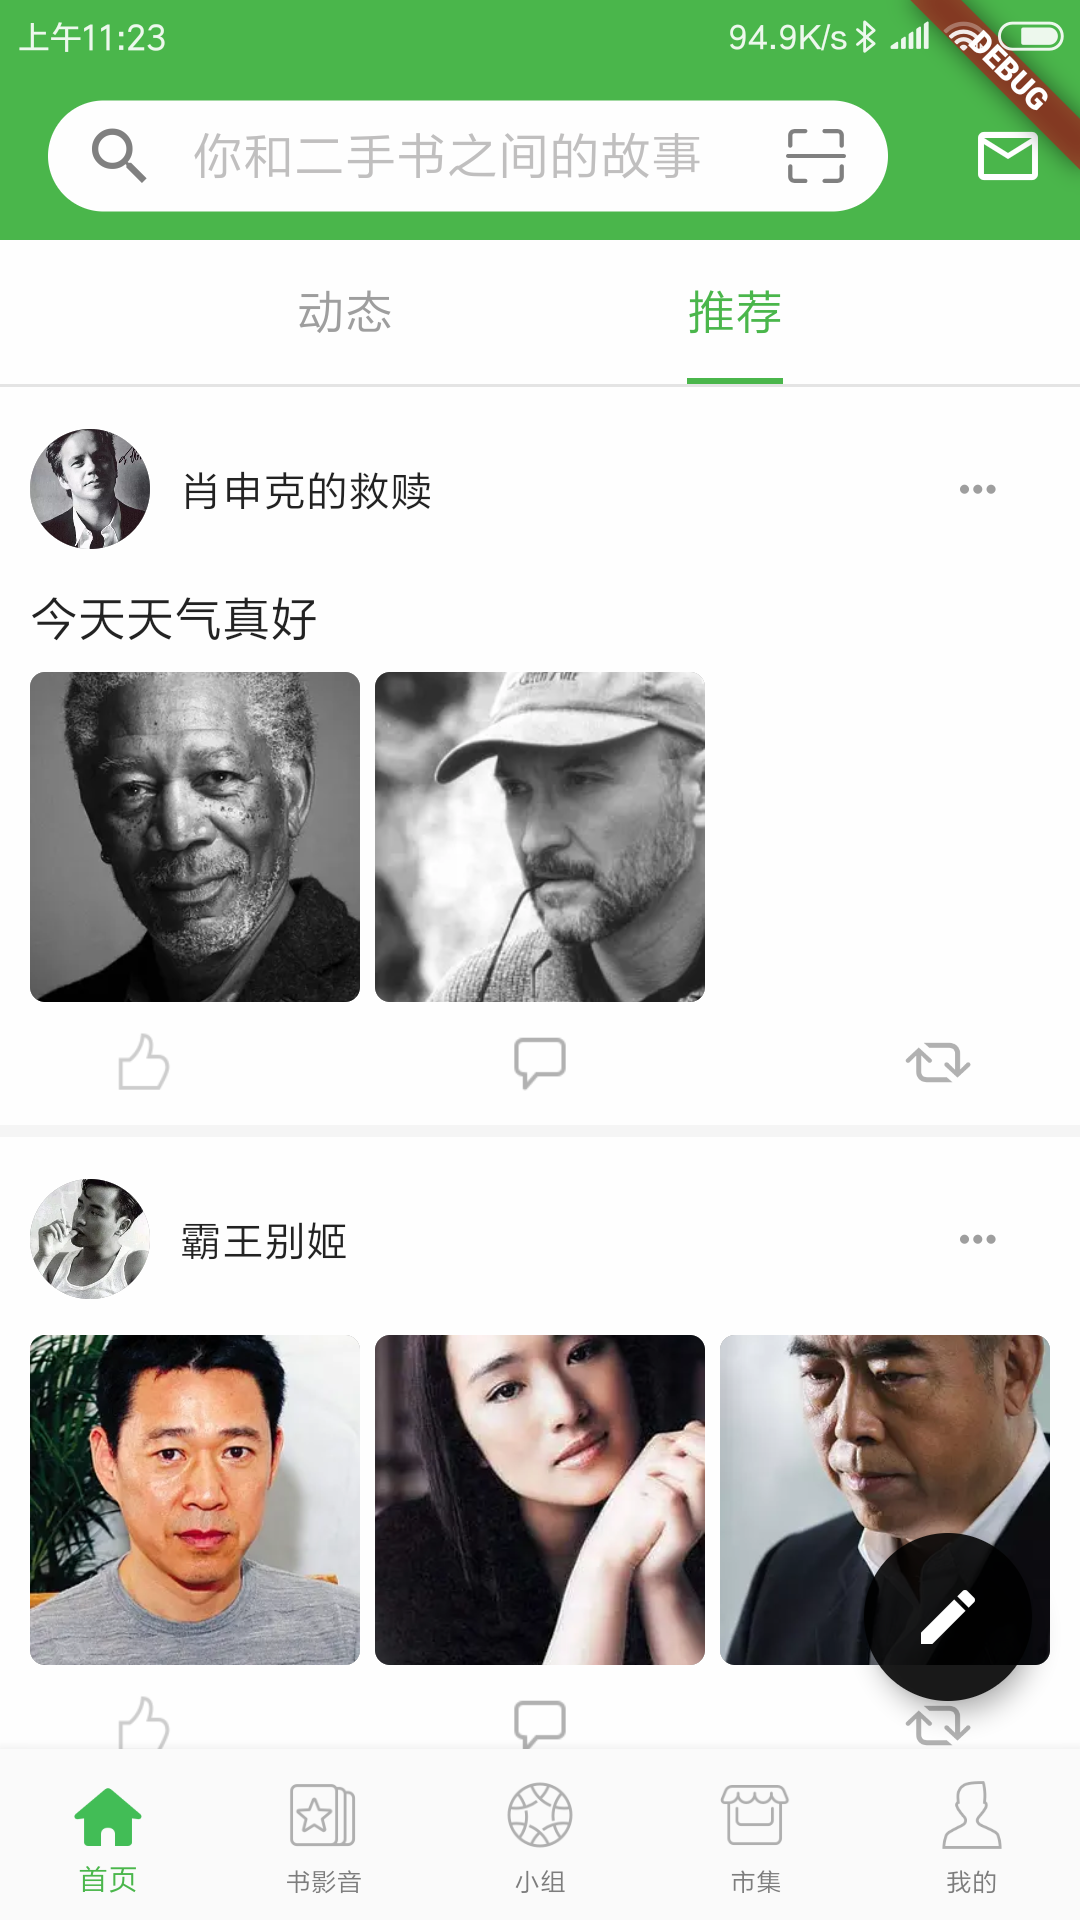 上午11:23
94.9K/s
DEBUG
你和二手书之间的故事
动态
推荐
肖申克的救赎
今天天气真好
霸王别姬
首页
书影音
小组
市集
我的